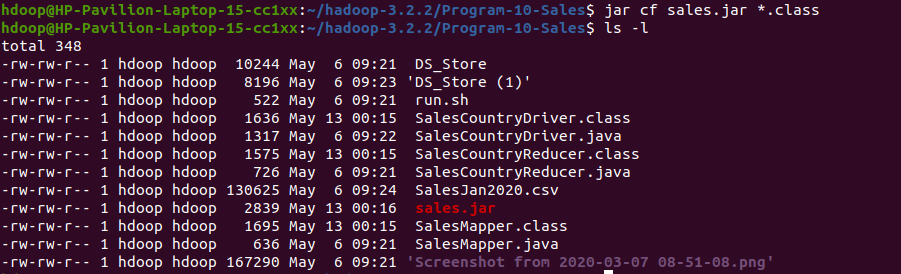 hdoop@HP-Pavilion-Laptop-15-cc1xx:~/hadoop-3.2.2/Program-10-Sales$ jar cf sales.jar *.class
hdoop@HP-Pavilion-Laptop-15-cc1xx:~/hadoop-3.2.2/Program-10-Sales$ ls -l
total 348
-rw-rw-r-- 1 hdoop hdoop  10244 May  6 09:21  DS_Store
-rw-rw-r-- 1 hdoop hdoop   8196 May  6 09:23 'DS_Store (1)'
-rw-rw-r-- 1 hdoop hdoop    522 May  6 09:21  run.sh
-rw-rw-r-- 1 hdoop hdoop   1636 May 13 00:15  SalesCountryDriver.class
-rw-rw-r-- 1 hdoop hdoop   1317 May  6 09:22  SalesCountryDriver.java
-rw-rw-r-- 1 hdoop hdoop   1575 May 13 00:15  SalesCountryReducer.class
-rw-rw-r-- 1 hdoop hdoop    726 May  6 09:21  SalesCountryReducer.java
-rw-rw-r-- 1 hdoop hdoop 130625 May  6 09:24  SalesJan2020.csv
-rw-rw-r-- 1 hdoop hdoop   2839 May 13 00:16  sales.jar
-rw-rw-r-- 1 hdoop hdoop   1695 May 13 00:15  SalesMapper.class
-rw-rw-r-- 1 hdoop hdoop    636 May  6 09:21  SalesMapper.java
-rw-rw-r-- 1 hdoop hdoop 167290 May  6 09:21 'Screenshot from 2020-03-07 08-51-08.png'